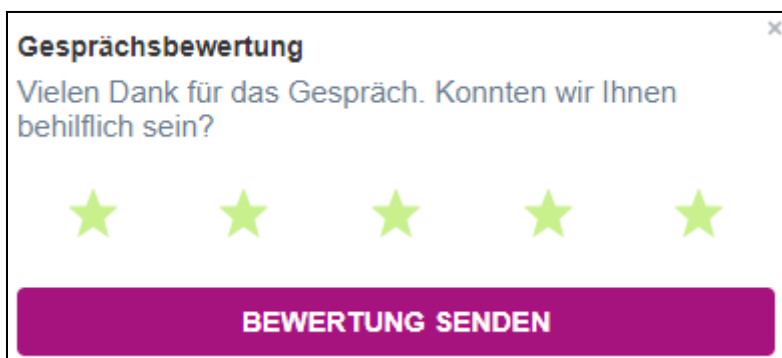 Gesprächsbewertung
Vielen Dank für das Gespräch. Konnten wir Ihnen
behilflich sein?
BEWERTUNG SENDEN